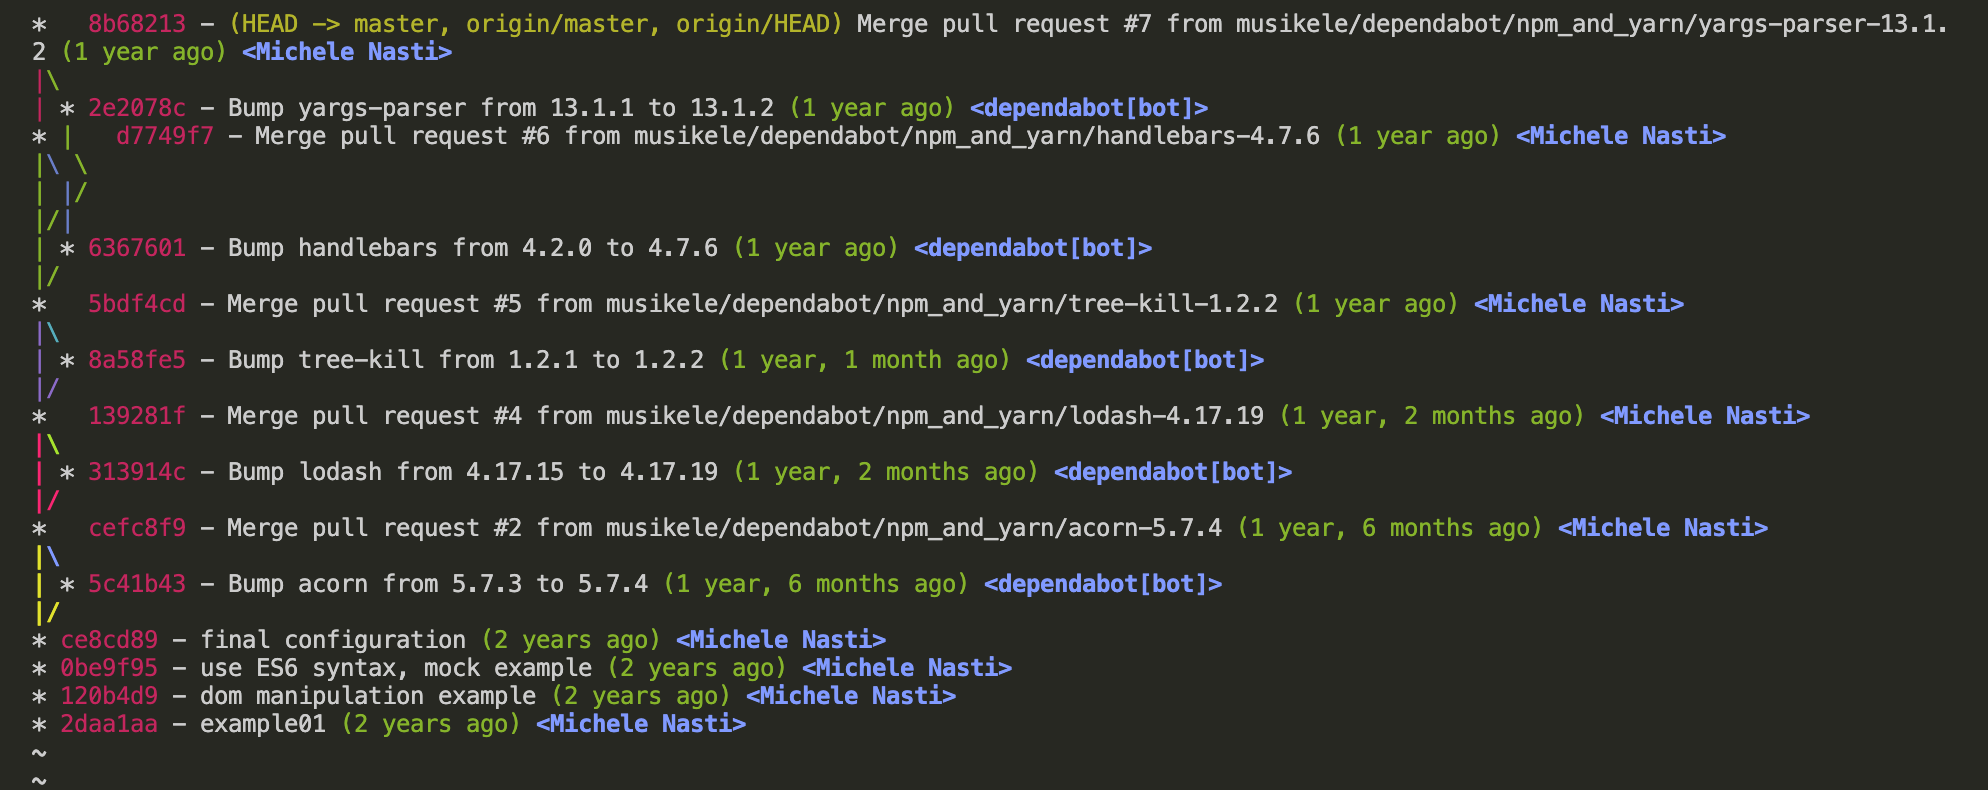 *   8b68213 - (HEAD -> master, origin/master, origin/HEAD) Merge pull request #7 from musikele/dependabot/npm_and_yarn/yargs-parser-13.1.
2 (1 year ago) <Michele Nasti>
|\
| * 2e2078c - Bump yargs-parser from 13.1.1 to 13.1.2 (1 year ago) <dependabot[bot]>
* |   d7749f7 - Merge pull request #6 from musikele/dependabot/npm_and_yarn/handlebars-4.7.6 (1 year ago) <Michele Nasti>
|\ \
| |/
|/|
| * 6367601 - Bump handlebars from 4.2.0 to 4.7.6 (1 year ago) <dependabot[bot]>
|/
*   5bdf4cd - Merge pull request #5 from musikele/dependabot/npm_and_yarn/tree-kill-1.2.2 (1 year ago) <Michele Nasti>
|\
| * 8a58fe5 - Bump tree-kill from 1.2.1 to 1.2.2 (1 year, 1 month ago) <dependabot[bot]>
|/
*   139281f - Merge pull request #4 from musikele/dependabot/npm_and_yarn/lodash-4.17.19 (1 year, 2 months ago) <Michele Nasti>
|\
| * 313914c - Bump lodash from 4.17.15 to 4.17.19 (1 year, 2 months ago) <dependabot[bot]>
|/
*   cefc8f9 - Merge pull request #2 from musikele/dependabot/npm_and_yarn/acorn-5.7.4 (1 year, 6 months ago) <Michele Nasti>
|\
| * 5c41b43 - Bump acorn from 5.7.3 to 5.7.4 (1 year, 6 months ago) <dependabot[bot]>
|/
* ce8cd89 - final configuration (2 years ago) <Michele Nasti>
* 0be9f95 - use ES6 syntax, mock example (2 years ago) <Michele Nasti>
* 120b4d9 - dom manipulation example (2 years ago) <Michele Nasti>
* 2daa1aa - example01 (2 years ago) <Michele Nasti>
~
~